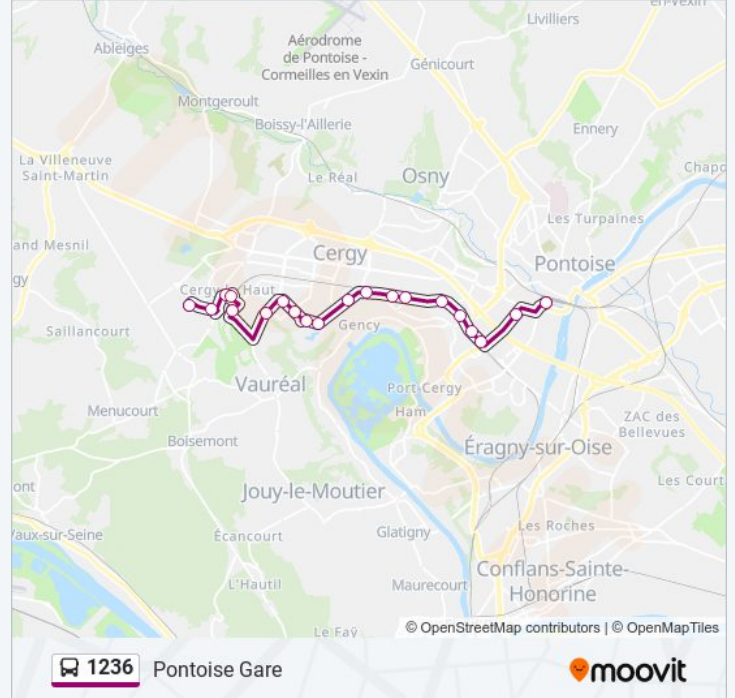 en-Vexin
Livilliers
Ableiges
Aérodrome
de Pontoise -
Cormeilles en Vexin
Génicourt
Montgeroult
Boissy-l'Aillerie
Ennery
La Villeneuve
Saint-Martin
Le Réal
Osny
Chapo
Les Turpaines
and Mesnil
Cergy
Pontoise
gy
Cergy
Haut
Saillancourt
Gency
Vauréal
Port Cergy
Menucourt
Ham
ZAC des
Bellevues
Boisemont
Éragny-sur-Oise
ont
Jouy-le-Moutier
Les Court
Vaux-sur-Seine
Écancourt
Glatigny
Les Roches
L'Hautil
Maurecourt
Conflans-Sainte-
Honorine
Le Faÿ
© OpenStreetMap contributors | © OpenMapTiles
1236 Pontoise Gare
moovit